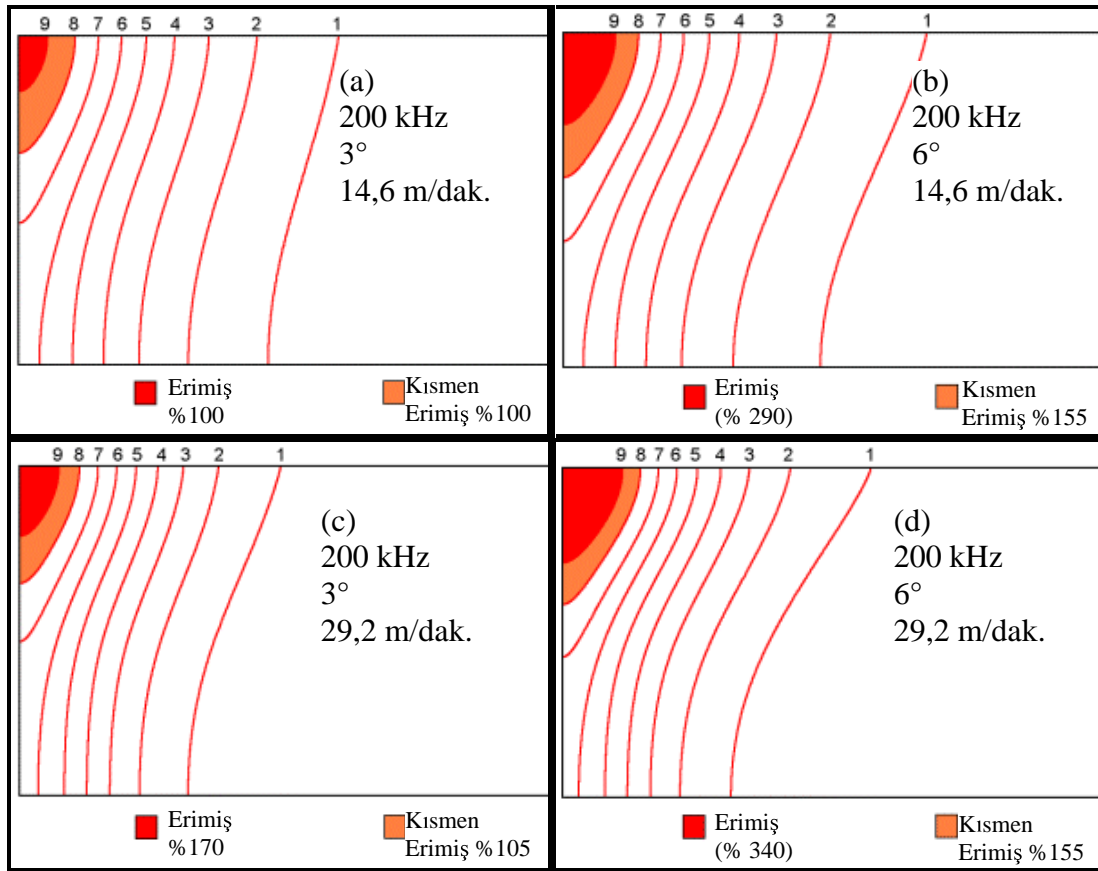 9 8 7 6 5 4 3 2 1
(a)
200 kHz
3°
14,6 m/dak.
Erimiş
%100
Kısmen
Erimiş %100
9 8 7 6 5 4 3 2 1
(b)
200 kHz
6°
14,6 m/dak.
Erimiş
(% 290)
Kısmen
Erimiş %155
9 8 7 6 5 4 3 2 1
(c)
200 kHz
3°
29,2 m/dak.
Erimiş
%170
Kısmen
Erimiş %105
9 8 7 6 5 4 3 2 1
(d)
200 kHz
6°
29,2 m/dak.
Erimiş
(% 340)
Kısmen
Erimiş %155